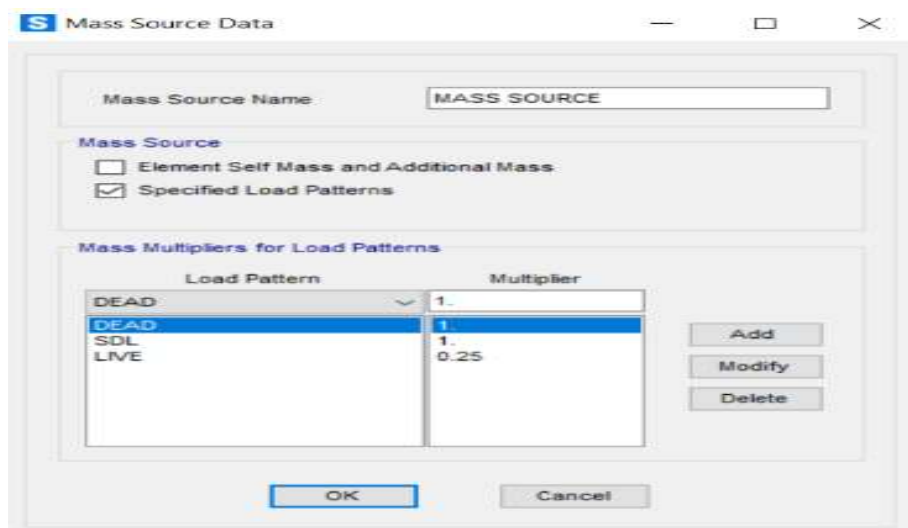 S Mass Source Data
Mass Source Name MASS SOURCE
Mass Source
Element Self Mass and Additional Mass
Specified Load Patterns
Mass Multipliers for Load Patterns
Load Pattern Multiplier
DEAD 1.
DEAD 1.
SDL 1.
LIVE 0.25
Add
Modify
Delete
OK Cancel